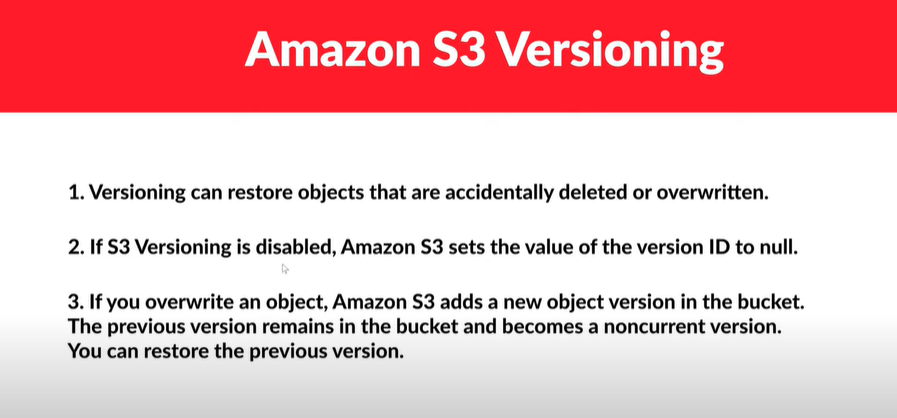 Amazon S3 Versioning
1. Versioning can restore objects that are accidentally deleted or overwritten.
2. If S3 Versioning is disabled, Amazon S3 sets the value of the version ID to null.
3. If you overwrite an object, Amazon S3 adds a new object version in the bucket.
The previous version remains in the bucket and becomes a noncurrent version.
You can restore the previous version.